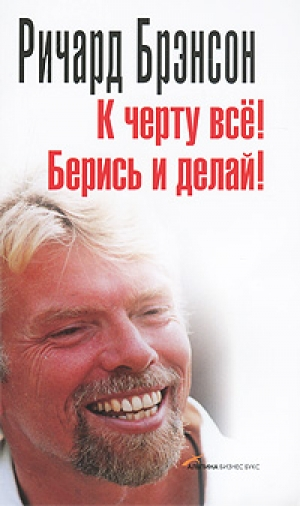 Ричард Брэнсон
К черту всё!
Берись и делай!
АЛЬПИНА БИЗНЕС БУКС